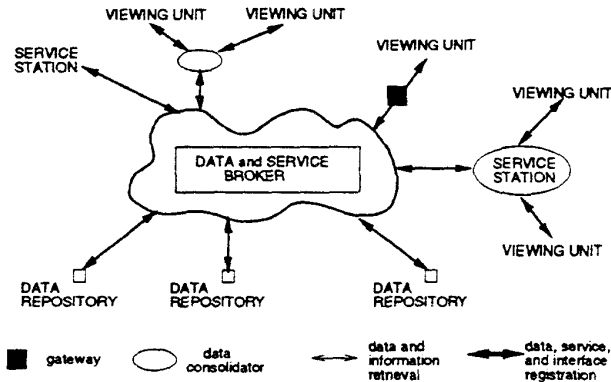 VIEWING UNIT
VIEWING UNIT
SERVICE
STATION
VIEWING UNIT
VIEWING UNIT
DATA and SERVICE
BROKER
SERVICE
STATION
VIEWING UNIT
DATA
REPOSITORY
DATA
REPOSITORY
DATA
REPOSITORY
gateway
data
consolidator
data and
information
retrieval
data, service,
and interface
registration